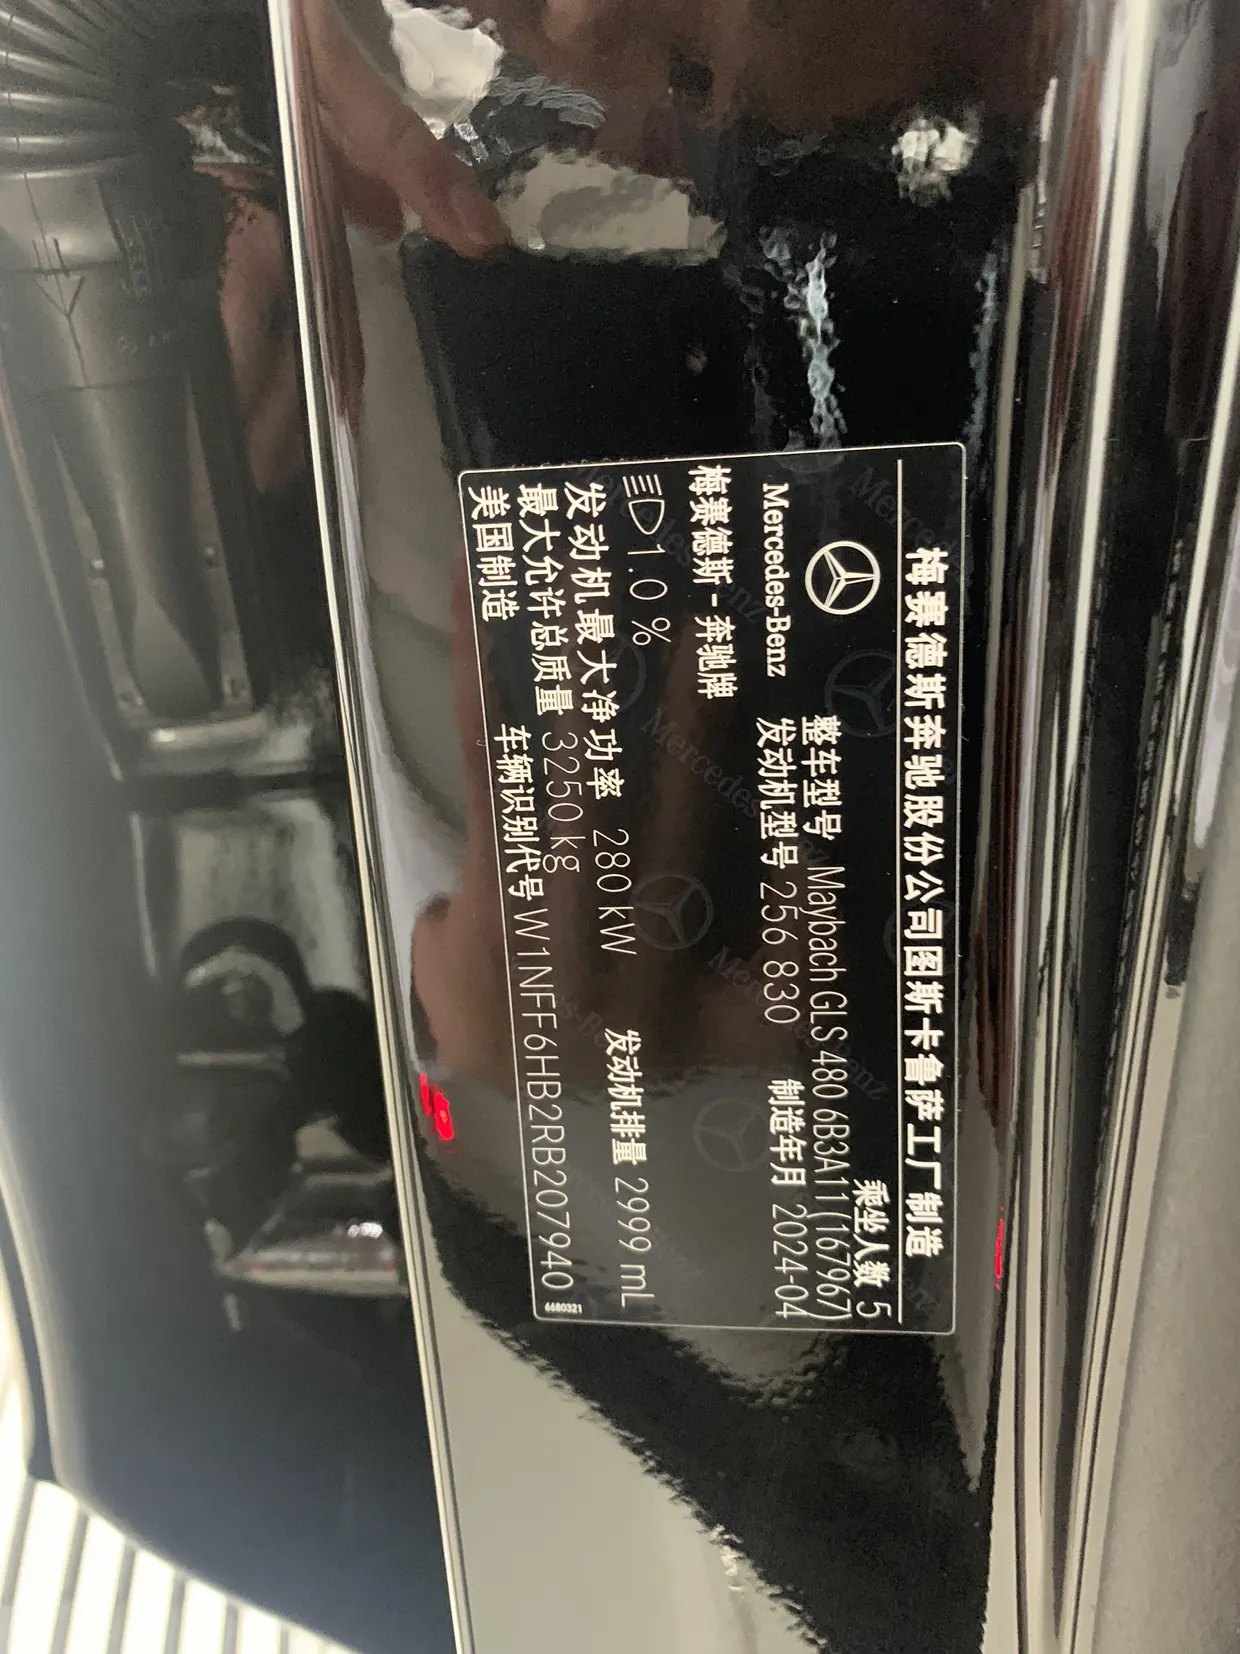 梅赛德斯奔驰股份公司图斯卡鲁萨工厂制造
乘坐人数 5
Mercedes-Benz
整车型号 Maybach GLS 480 6B3A11 (167967)
发动机型号 256 830 制造年月 2024-04
梅赛德斯-奔驰牌
1.0 %
发动机最大净功率 280 kW 发动机排量 2999 mL
最大允许总质量 3250 kg
美国制造 车辆识别代号 W1NFF6HB2RB207940
6680321